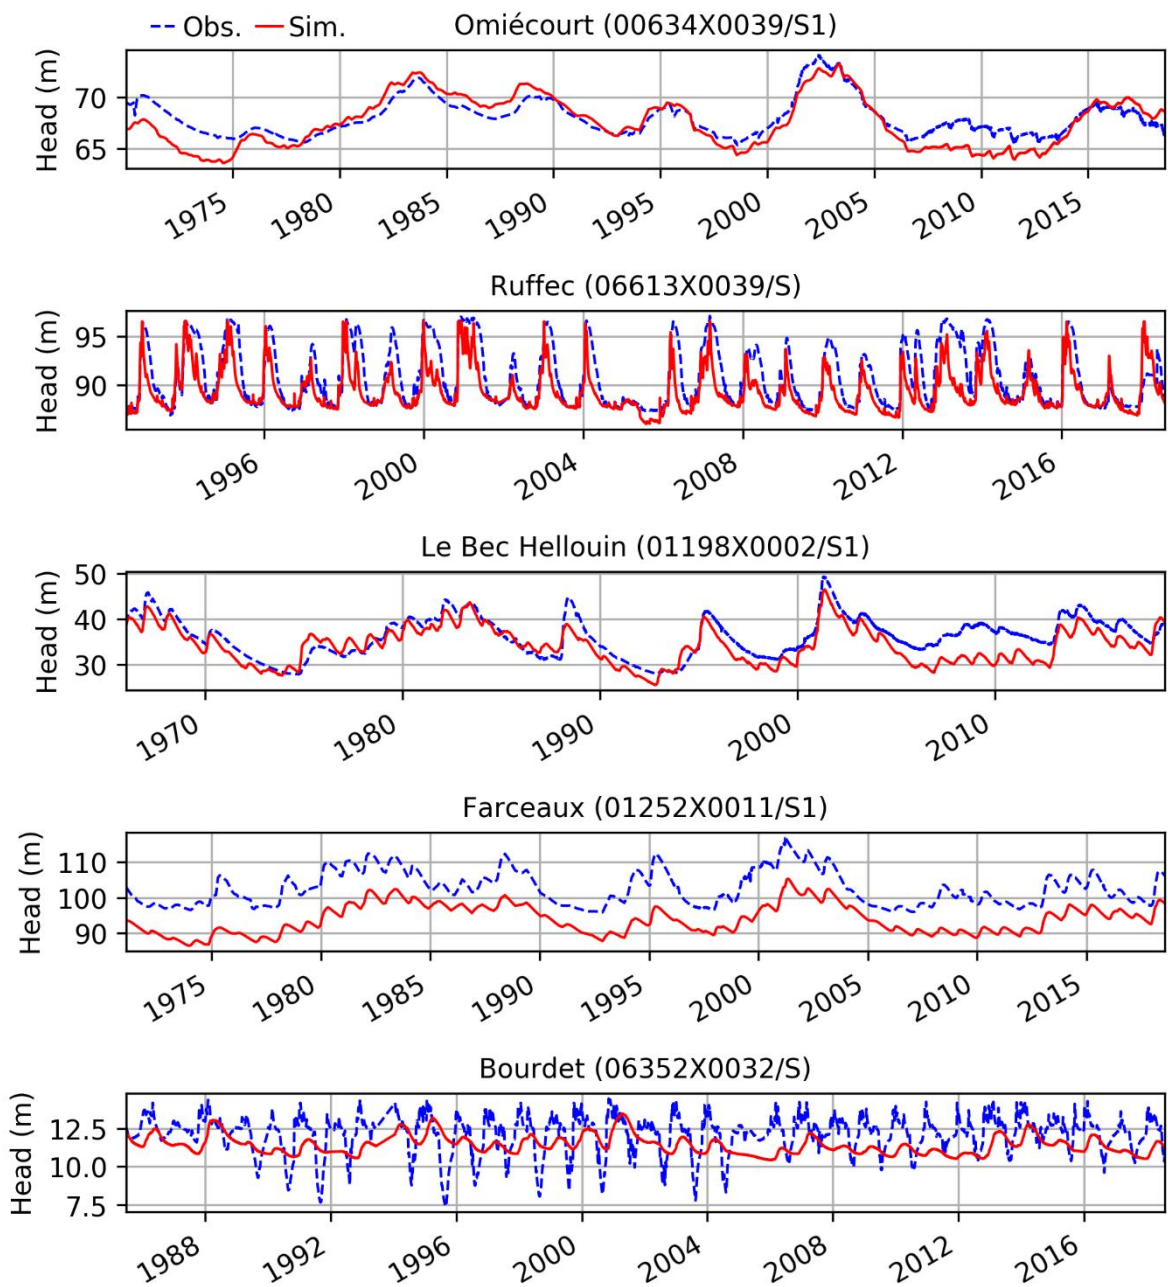 Obs. Sim. Omiécourt (00634X0039/S1)
Head (m)
70
65
1975 1980 1985 1990 1995 2000 2005 2010 2015
Ruffec (06613X0039/S)
Head (m)
95
90
1996 2000 2004 2008 2012 2016
Le Bec Hellouin (01198X0002/S1)
Head (m)
50
40
30
1970 1980 1990 2000 2010
Farceaux (01252X0011/S1)
Head (m)
110
100
90
1975 1980 1985 1990 1995 2000 2005 2010 2015
Bourdet (06352X0032/S)
Head (m)
12.5
10.0
7.5
1988 1992 1996 2000 2004 2008 2012 2016